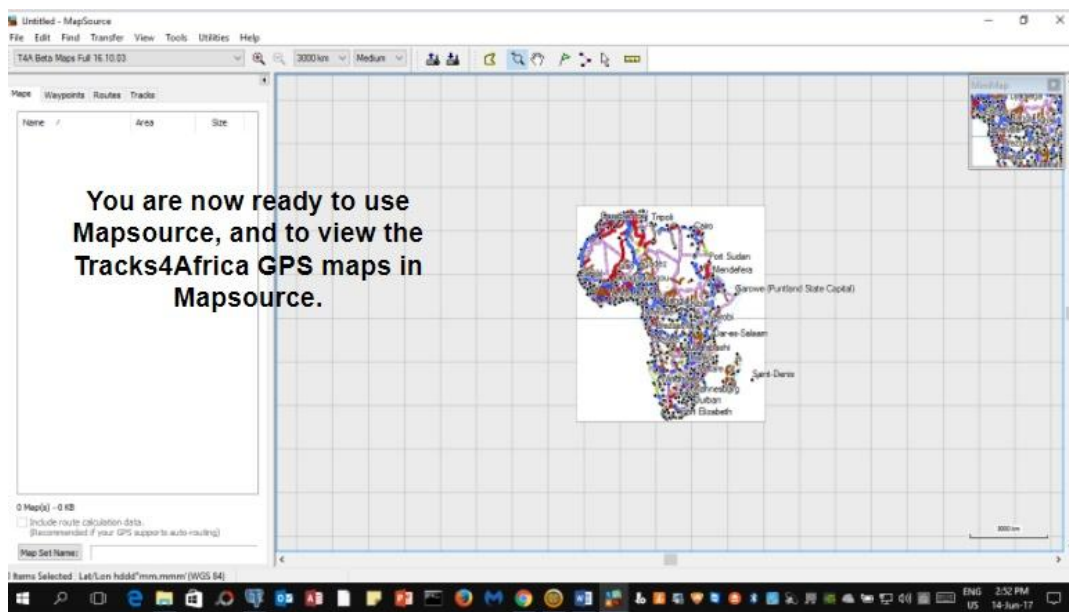 Untitled - MapSource
File Edit Find Transfer View Tools Utilities Help
T4A Beta Maps Full 16.10.03
3000 km
Medium
Maps Waypoints Routes Tracks
Name Area Size
You are now ready to use
Mapsource, and to view the
Tracks4Africa GPS maps in
Mapsource.
Tripoli
Cairo
Port Sudan
Mendefera
Garowe (Puntland State Capital)
Dar-es-Salaam
Saint-Denis
Durban
Port Elizabeth
0 Map(s) - 0 KB
Include route calculation data.
(Recommended if your GPS supports auto-routing)
Map Set Name:
3000 km
Items Selected Lat/Lon hddd°mm.mmm'(WGS 84)
ENG 2:52 PM
US 14-Jun-17